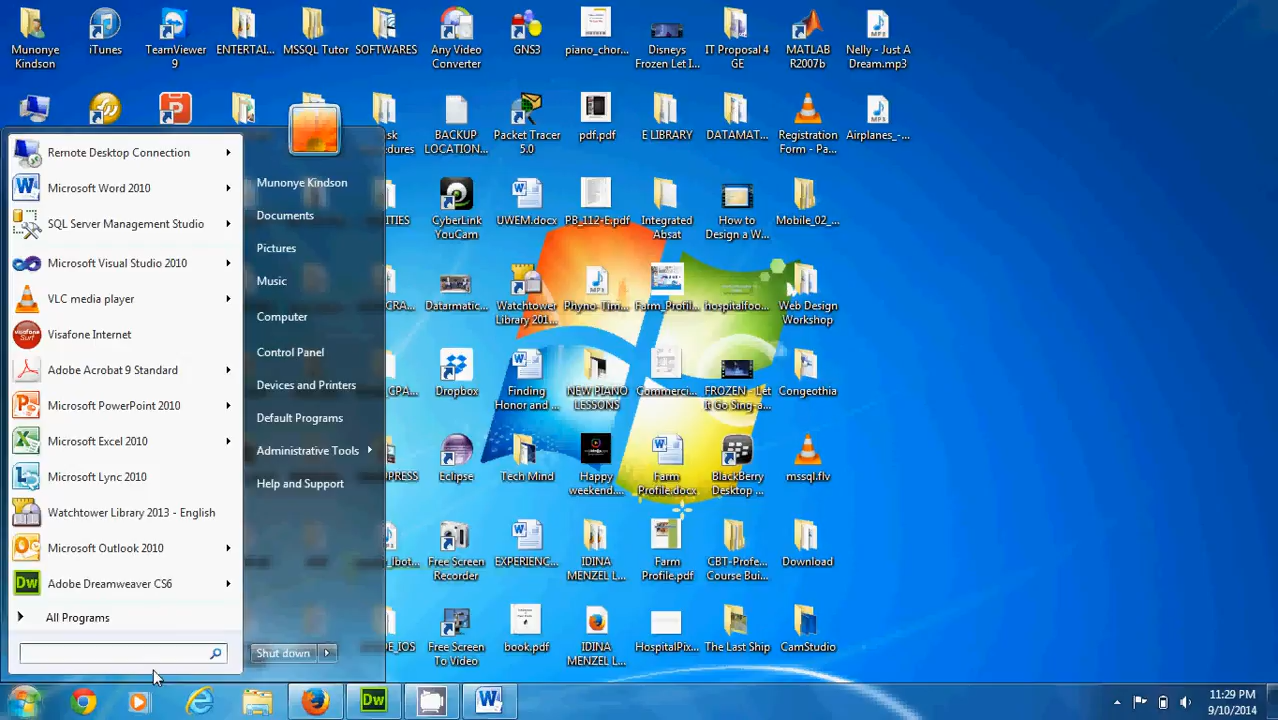 Munonye
Kindson
iTunes
TeamViewer
9
ENTERTAI...
MSSQL Tutor
SOFTWARES
Any Video
Converter
GNS3
piano_chor...
Disneys
Frozen Let I...
IT Proposal 4
GE
MATLAB
R2007b
Nelly - Just A
Dream.mp3
BACKUP
LOCATION...
Packet Tracer
5.0
pdf.pdf
E LIBRARY
DATAMAT...
Registration
Form - Pa...
Airplanes_-...
CyberLink
YouCam
UWEM.docx
PB_112-E.pdf
Integrated
Absat
How to
Design a W...
Mobile_02_...
Datarmatic...
Watchtower
Library 201...
Phyno-Tim...
Farm_Profil...
hospitalfoo...
Web Design
Workshop
Dropbox
Finding
Honor and ...
NEW PIANO
LESSONS
Commerci...
FROZEN - Let
It Go Sing-a...
Congeothia
Eclipse
Tech Mind
Happy
weekend....
Farm
Profile.docx
BlackBerry
Desktop ...
mssql.flv
Free Screen
Recorder
EXPERIENC...
IDINA
MENZEL L...
Farm
Profile.pdf
CBT-Profe...
Course Bui...
Download
Free Screen
To Video
book.pdf
IDINA
MENZEL L...
HospitalPix...
The Last Ship
CamStudio
Remote Desktop Connection
Microsoft Word 2010
SQL Server Management Studio
Microsoft Visual Studio 2010
VLC media player
Visafone Internet
Adobe Acrobat 9 Standard
Microsoft PowerPoint 2010
Microsoft Excel 2010
Microsoft Lync 2010
Watchtower Library 2013 - English
Microsoft Outlook 2010
Adobe Dreamweaver CS6
All Programs
Munonye Kindson
Documents
Pictures
Music
Computer
Control Panel
Devices and Printers
Default Programs
Administrative Tools
Help and Support
Shut down
Dw
11:29 PM
9/10/2014